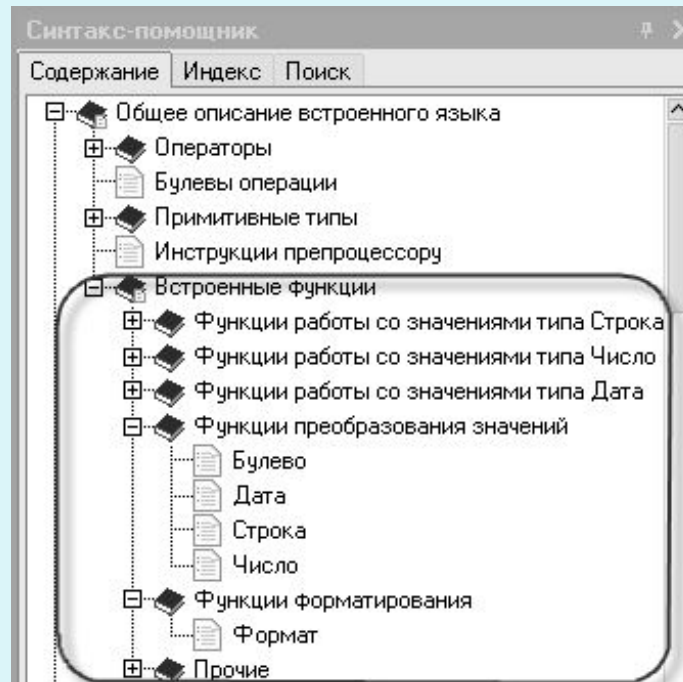 Синтакс-помощник
Содержание Индекс Поиск
Общее описание встроенного языка
Операторы
Булевы операции
Примитивные типы
Инструкции препроцессору
Встроенные функции
Функции работы со значениями типа Строка
Функции работы со значениями типа Число
Функции работы со значениями типа Дата
Функции преобразования значений
Булево
Дата
Строка
Число
Функции форматирования
Формат
Прочие